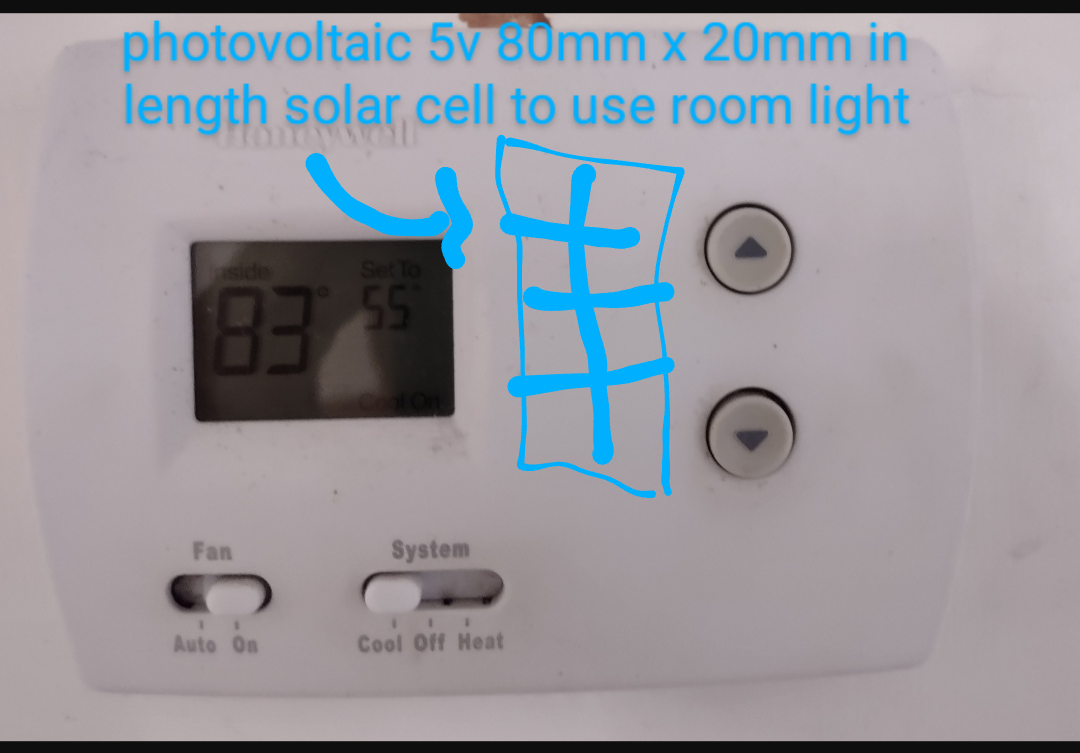 photovoltaic 5v 80mm x 20mm in
length solar cell to use room light
Honeywell
Inside
Set To
83°
55°
Cool On
Fan
System
Auto On
Cool Off Heat